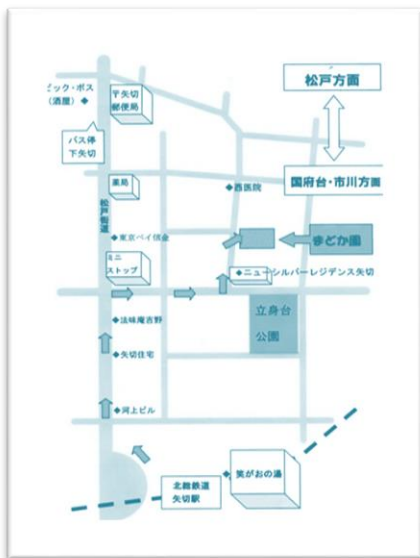 松戸方面
ビック・ボス
（酒屋）◆
〒矢切
郵便局
バス停
下矢切
国府台・市川方面
薬局
◆西医院
松戸街道
◆東京ベイ信金
まどか園
ミニ
ストップ
◆ニューシルバーレジデンス矢切
立身台
公園
◆法味庵吉野
◆矢切住宅
◆河上ビル
◆笑がおの湯
北総鉄道
矢切駅